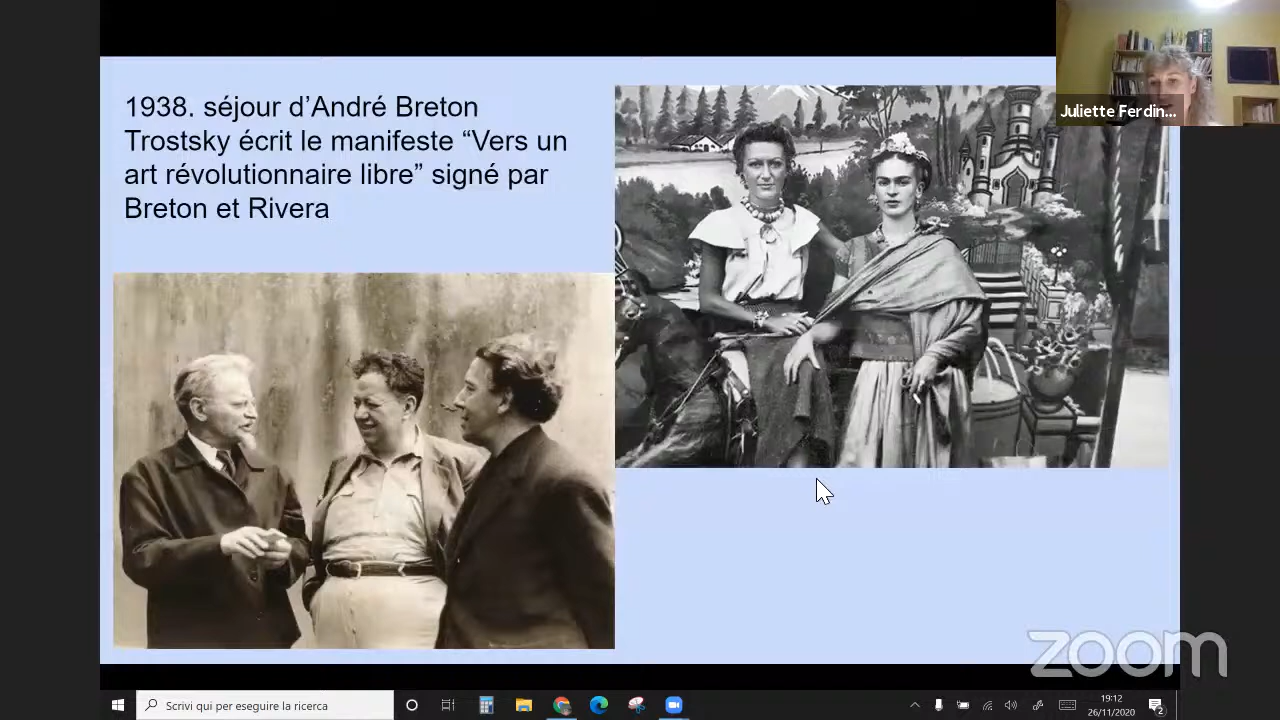 1938. séjour d’André Breton
Trostsky écrit le manifeste “Vers un
art révolutionnaire libre” signé par
Breton et Rivera
Juliette Ferdin...
zoom
Scrivi qui per eseguire la ricerca
19:12
26/11/2020
2